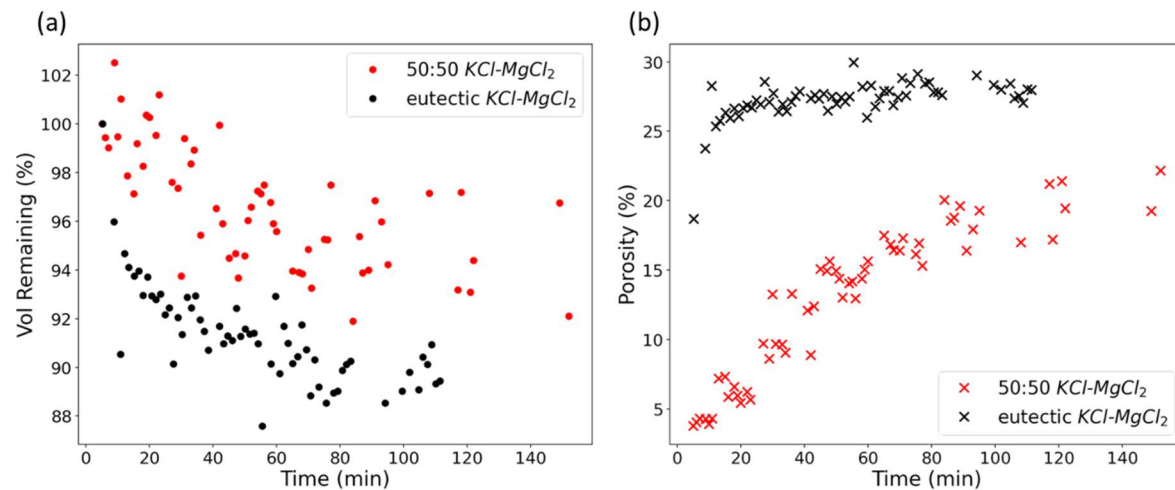 (a)
102
100
98
96
94
92
90
88
Vol Remaining (%)
50:50 KCl-MgCl₂
eutectic KCl-MgCl₂
0 20 40 60 80 100 120 140
Time (min)
(b)
30
25
20
15
10
5
Porosity (%)
50:50 KCl-MgCl₂
eutectic KCl-MgCl₂
0 20 40 60 80 100 120 140
Time (min)